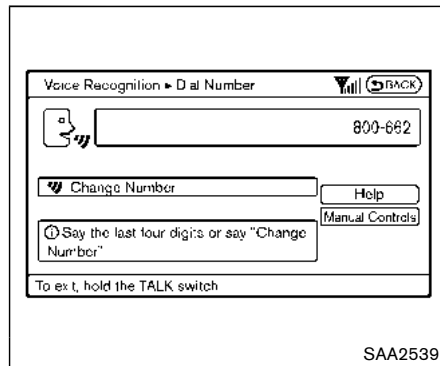 Voice Recognition ▸ Dial Number BACK
800-662
Change Number
Help
Manual Controls
Say the last four digits or say "Change
Number"
To exit, hold the TALK switch
SAA2539